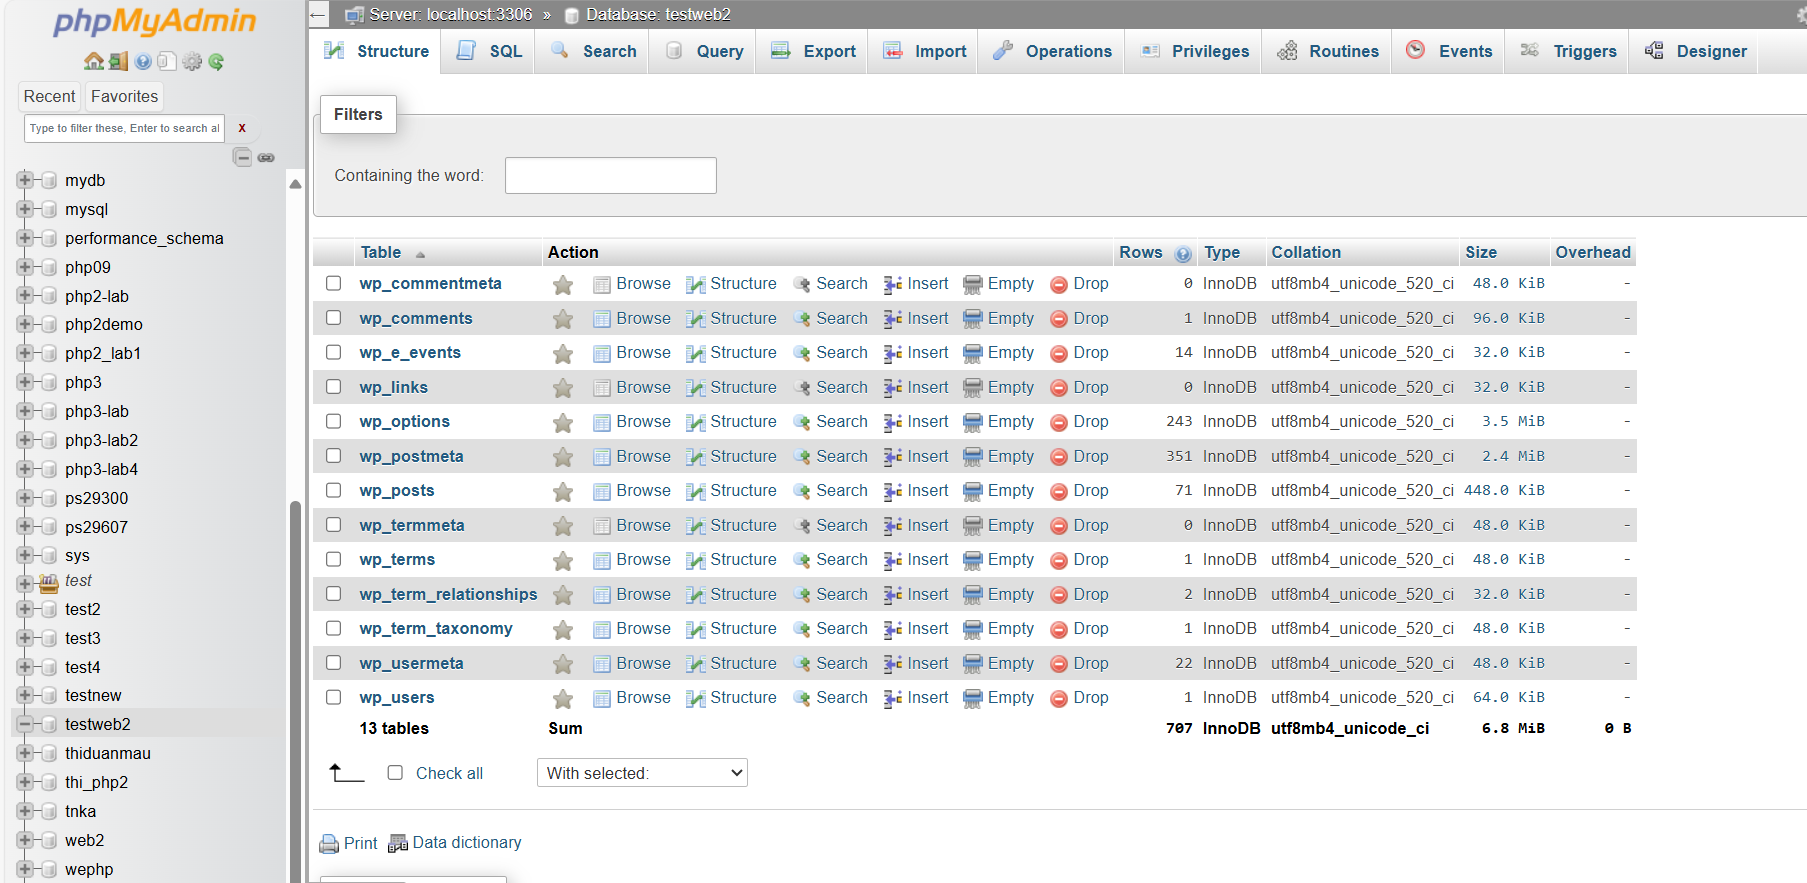 phpMyAdmin
Recent Favorites
Type to filter these, Enter to search al X
mydb
mysql
performance_schema
php09
php2-lab
php2demo
php2_lab1
php3
php3-lab
php3-lab2
php3-lab4
ps29300
ps29607
sys
test
test2
test3
test4
testnew
testweb2
thiduanmau
thi_php2
tnka
web2
wephp
Server: localhost:3306 » Database: testweb2
Structure SQL Search Query Export Import Operations Privileges Routines Events Triggers Designer
Filters
Containing the word:
Table Action Rows Type Collation Size Overhead
wp_commentmeta Browse Structure Search Insert Empty Drop 0 InnoDB utf8mb4_unicode_520_ci 48.0 KiB -
wp_comments Browse Structure Search Insert Empty Drop 1 InnoDB utf8mb4_unicode_520_ci 96.0 KiB -
wp_e_events Browse Structure Search Insert Empty Drop 14 InnoDB utf8mb4_unicode_520_ci 32.0 KiB -
wp_links Browse Structure Search Insert Empty Drop 0 InnoDB utf8mb4_unicode_520_ci 32.0 KiB -
wp_options Browse Structure Search Insert Empty Drop 243 InnoDB utf8mb4_unicode_520_ci 3.5 MiB -
wp_postmeta Browse Structure Search Insert Empty Drop 351 InnoDB utf8mb4_unicode_520_ci 2.4 MiB -
wp_posts Browse Structure Search Insert Empty Drop 71 InnoDB utf8mb4_unicode_520_ci 448.0 KiB -
wp_termmeta Browse Structure Search Insert Empty Drop 0 InnoDB utf8mb4_unicode_520_ci 48.0 KiB -
wp_terms Browse Structure Search Insert Empty Drop 1 InnoDB utf8mb4_unicode_520_ci 48.0 KiB -
wp_term_relationships Browse Structure Search Insert Empty Drop 2 InnoDB utf8mb4_unicode_520_ci 32.0 KiB -
wp_term_taxonomy Browse Structure Search Insert Empty Drop 1 InnoDB utf8mb4_unicode_520_ci 48.0 KiB -
wp_usermeta Browse Structure Search Insert Empty Drop 22 InnoDB utf8mb4_unicode_520_ci 48.0 KiB -
wp_users Browse Structure Search Insert Empty Drop 1 InnoDB utf8mb4_unicode_520_ci 64.0 KiB -
13 tables Sum 707 InnoDB utf8mb4_unicode_ci 6.8 MiB 0 B
Check all With selected:
Print Data dictionary